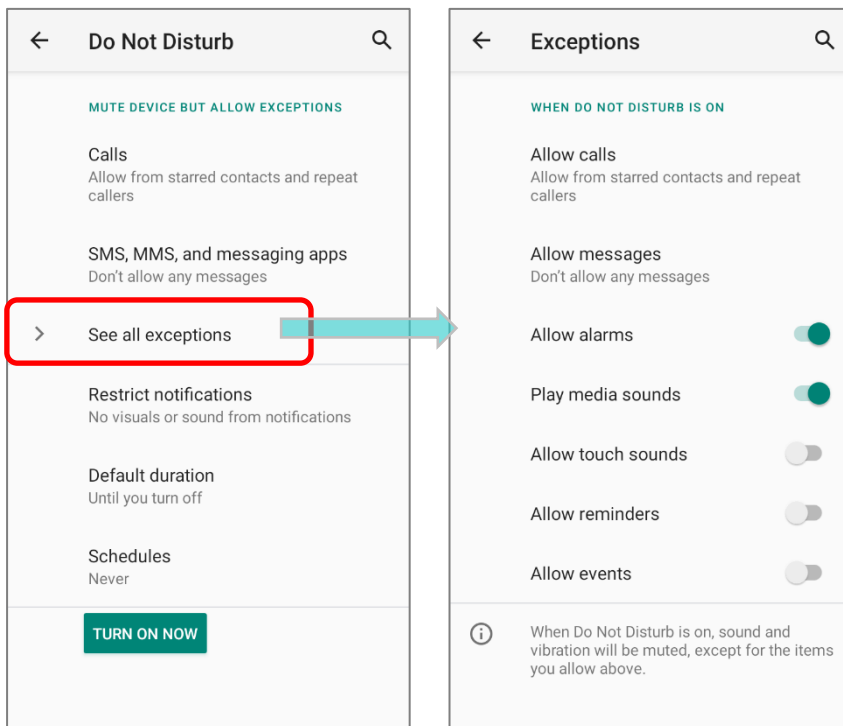 Do Not Disturb
MUTE DEVICE BUT ALLOW EXCEPTIONS
Calls
Allow from starred contacts and repeat
callers
SMS, MMS, and messaging apps
Don't allow any messages
See all exceptions
Restrict notifications
No visuals or sound from notifications
Default duration
Until you turn off
Schedules
Never
TURN ON NOW
Exceptions
WHEN DO NOT DISTURB IS ON
Allow calls
Allow from starred contacts and repeat
callers
Allow messages
Don't allow any messages
Allow alarms
Play media sounds
Allow touch sounds
Allow reminders
Allow events
When Do Not Disturb is on, sound and
vibration will be muted, except for the items
you allow above.